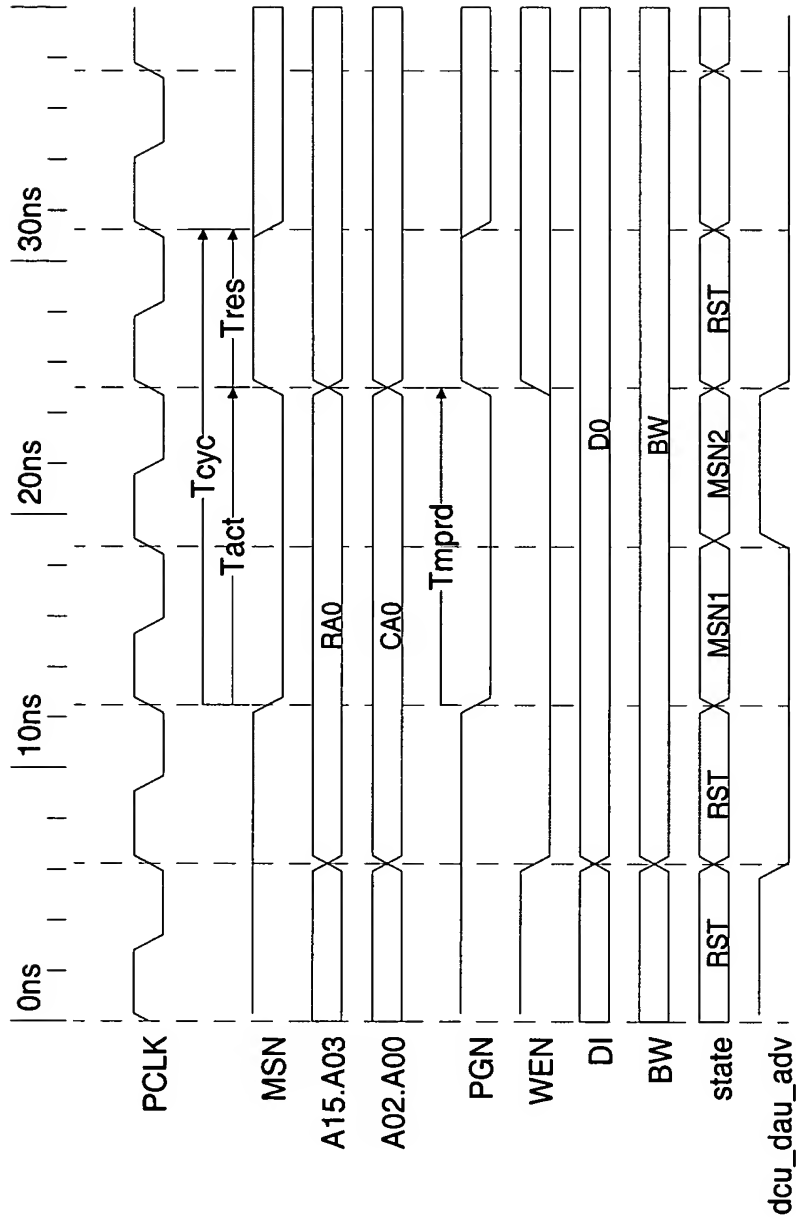 0ns 10ns 20ns 30ns
PCLK
Tcyc
Tact Tres
MSN
A15.A03 RA0
A02.A00 CA0
Tmprd
PGN
WEN
DI D0
BW BW
state RST RST MSN1 MSN2 RST
dcu_dau_adv